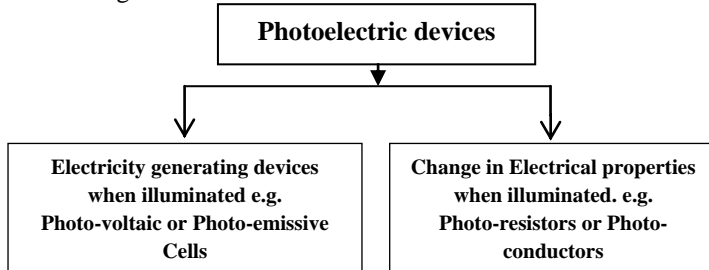 Photoelectric devices
Electricity generating devices
when illuminated e.g.
Photo-voltaic or Photo-emissive
Cells
Change in Electrical properties
when illuminated. e.g.
Photo-resistors or Photo-
conductors